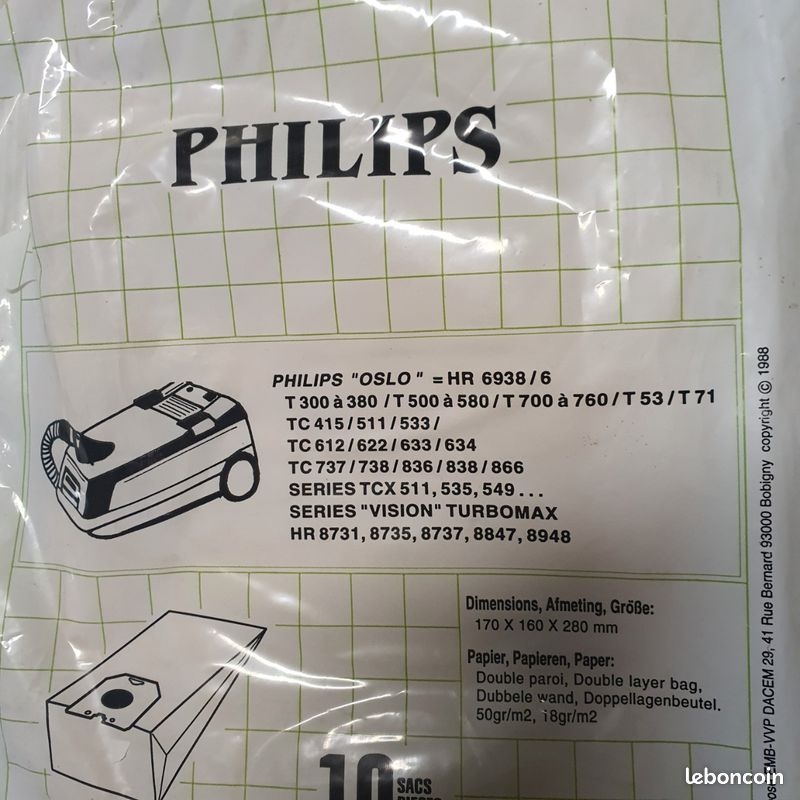 PHILIPS
PHILIPS "OSLO" = HR 6938/6
T 300 à 380 / T 500 à 580 / T 700 à 760 / T 53 / T 71
TC 415/511/533/
TC 612/622/633/634
TC 737/738/836/838/866
SERIES TCX 511, 535, 549...
SERIES "VISION" TURBOMAX
HR 8731, 8735, 8737, 8847, 8948
Dimensions, Afmeting, Größe:
170 X 160 X 280 mm
Papier, Papieren, Paper:
Double paroi, Double layer bag,
Dubbele wand, Doppellagenbeutel.
50gr/m2, 18gr/m2
10 SACS
MB-VVP DACEM 29, 41 Rue Bernard 93000 Bobigny copyright © 1988
leboncoin